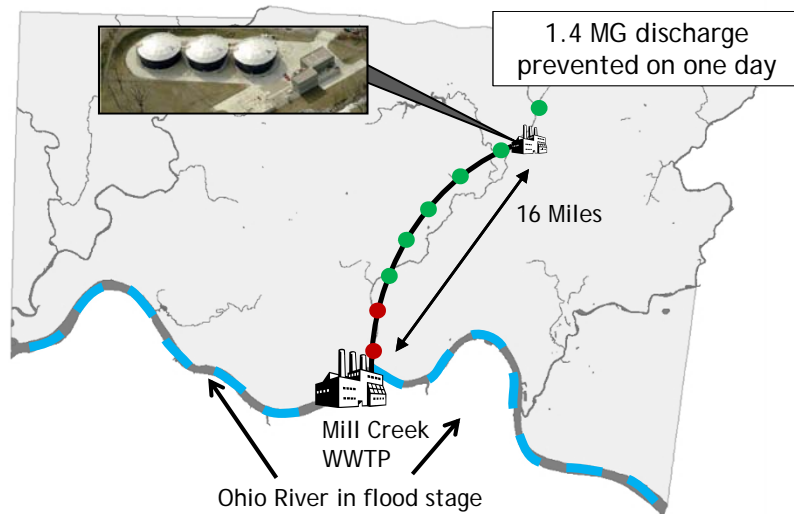 1.4 MG discharge
prevented on one day
16 Miles
Mill Creek
WWTP
Ohio River in flood stage